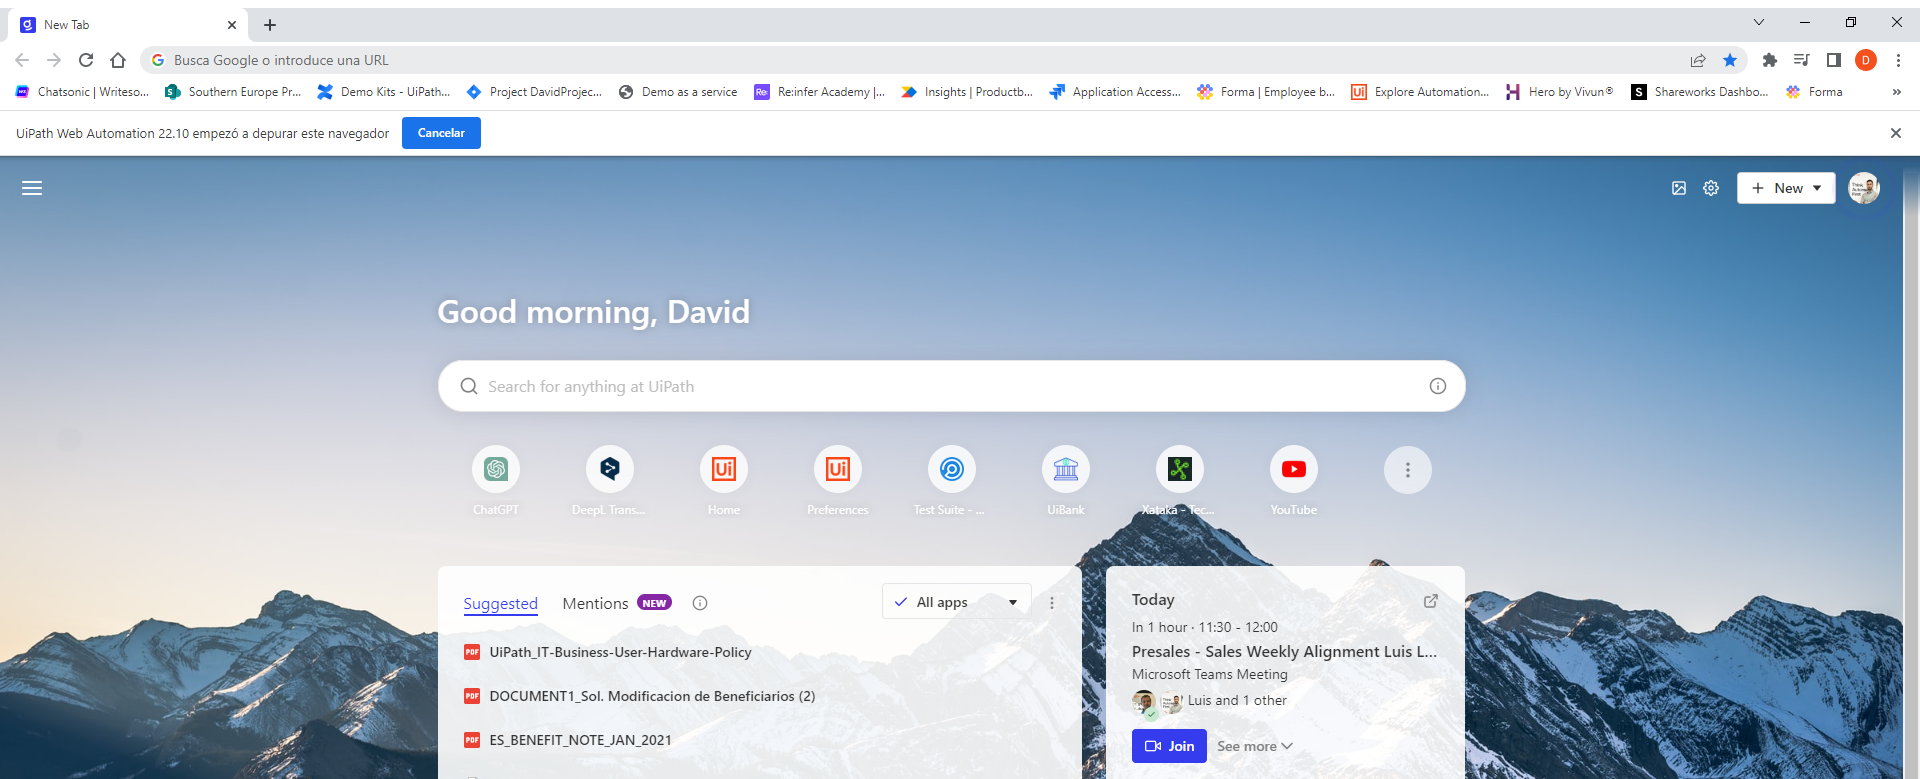 New Tab
Busca Google o introduce una URL
D
Chatsonic | Writeso... Southern Europe Pr... Demo Kits - UiPath... Project DavidProjec... Demo as a service Re:infer Academy |... Insights | Productb... Application Access... Forma | Employee b... Explore Automation... Hero by Vivun® Shareworks Dashbo... Forma »
UiPath Web Automation 22.10 empezó a depurar este navegador Cancelar
New
Good morning, David
Search for anything at UiPath
ChatGPT DeepL Trans... Home Preferences Test Suite - ... UiBank Xataka - Tec... YouTube
Suggested Mentions NEW All apps
PDF UiPath_IT-Business-User-Hardware-Policy
PDF DOCUMENT1_Sol. Modificacion de Beneficiarios (2)
PDF ES_BENEFIT_NOTE_JAN_2021
Today
In 1 hour · 11:30 - 12:00
Presales - Sales Weekly Alignment Luis L...
Microsoft Teams Meeting
Luis and 1 other
Join See more